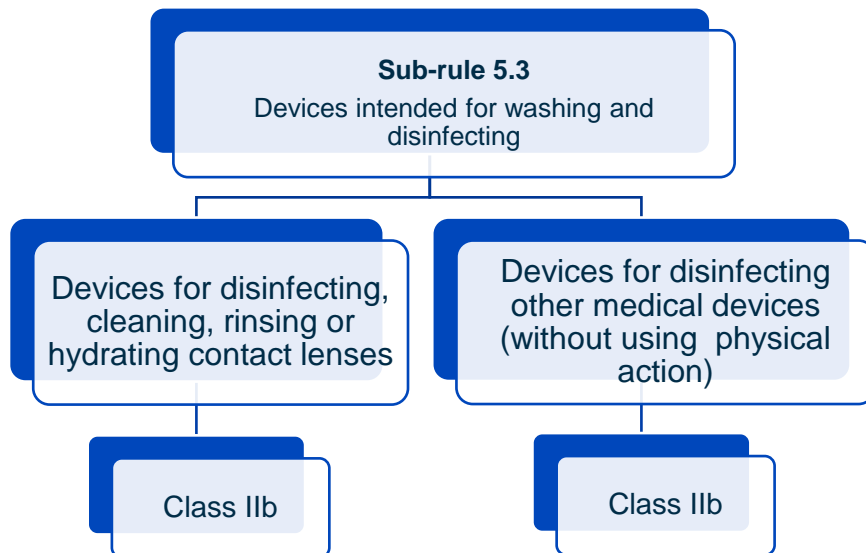 Sub-rule 5.3
Devices intended for washing and
disinfecting
Devices for disinfecting,
cleaning, rinsing or
hydrating contact lenses
Devices for disinfecting
other medical devices
(without using  physical
action)
Class IIb
Class IIb